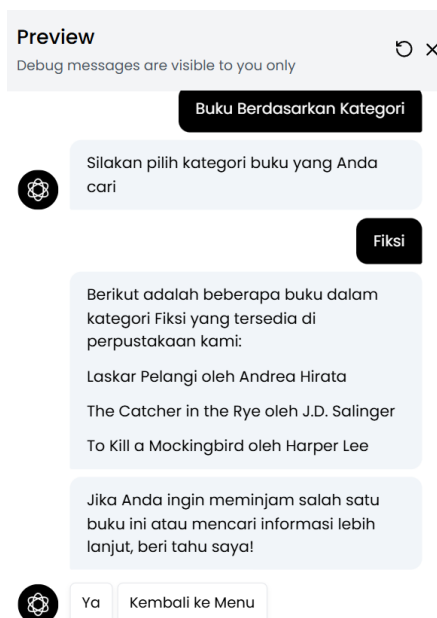 Preview
Debug messages are visible to you only
Buku Berdasarkan Kategori
Silakan pilih kategori buku yang Anda
cari
Fiksi
Berikut adalah beberapa buku dalam
kategori Fiksi yang tersedia di
perpustakaan kami:
Laskar Pelangi oleh Andrea Hirata
The Catcher in the Rye oleh J.D. Salinger
To Kill a Mockingbird oleh Harper Lee
Jika Anda ingin meminjam salah satu
buku ini atau mencari informasi lebih
lanjut, beri tahu saya!
Ya Kembali ke Menu